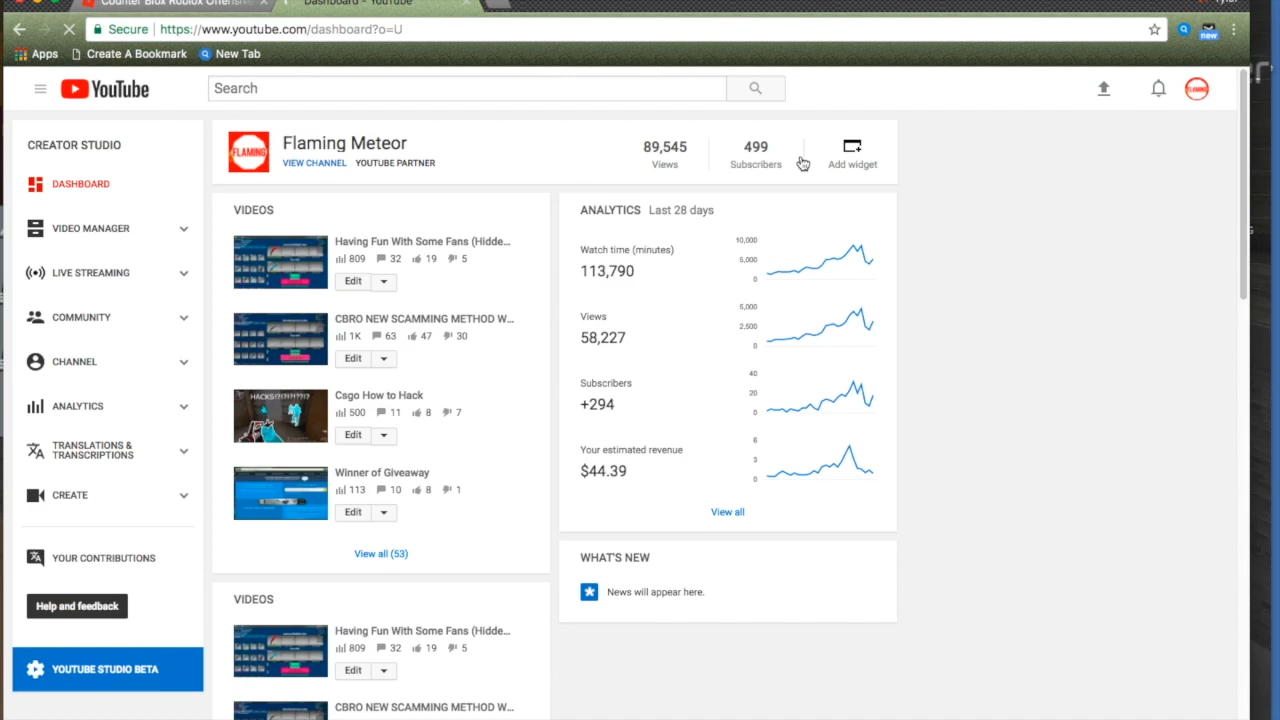 Dashboard - YouTube
Secure https://www.youtube.com/dashboard?o=U
new
Apps Create A Bookmark New Tab
YouTube
Search
FLAMING
CREATOR STUDIO
DASHBOARD
VIDEO MANAGER
LIVE STREAMING
COMMUNITY
CHANNEL
ANALYTICS
TRANSLATIONS &
TRANSCRIPTIONS
CREATE
YOUR CONTRIBUTIONS
Help and feedback
YOUTUBE STUDIO BETA
FLAMING
Flaming Meteor
VIEW CHANNEL YOUTUBE PARTNER
89,545
Views
499
Subscribers
Add widget
VIDEOS
Having Fun With Some Fans (Hidde...
809 32 19 5
Edit
CBRO NEW SCAMMING METHOD W...
1K 63 47 30
Edit
HACKS!?!?!???!?
Csgo How to Hack
500 11 8 7
Edit
Winner of Giveaway
113 10 8 1
Edit
View all (53)
VIDEOS
Having Fun With Some Fans (Hidde...
809 32 19 5
Edit
CBRO NEW SCAMMING METHOD W...
ANALYTICS Last 28 days
Watch time (minutes)
113,790
10,000
5,000
0
Views
58,227
5,000
2,500
0
Subscribers
+294
40
20
0
Your estimated revenue
$44.39
6
3
0
View all
WHAT'S NEW
News will appear here.